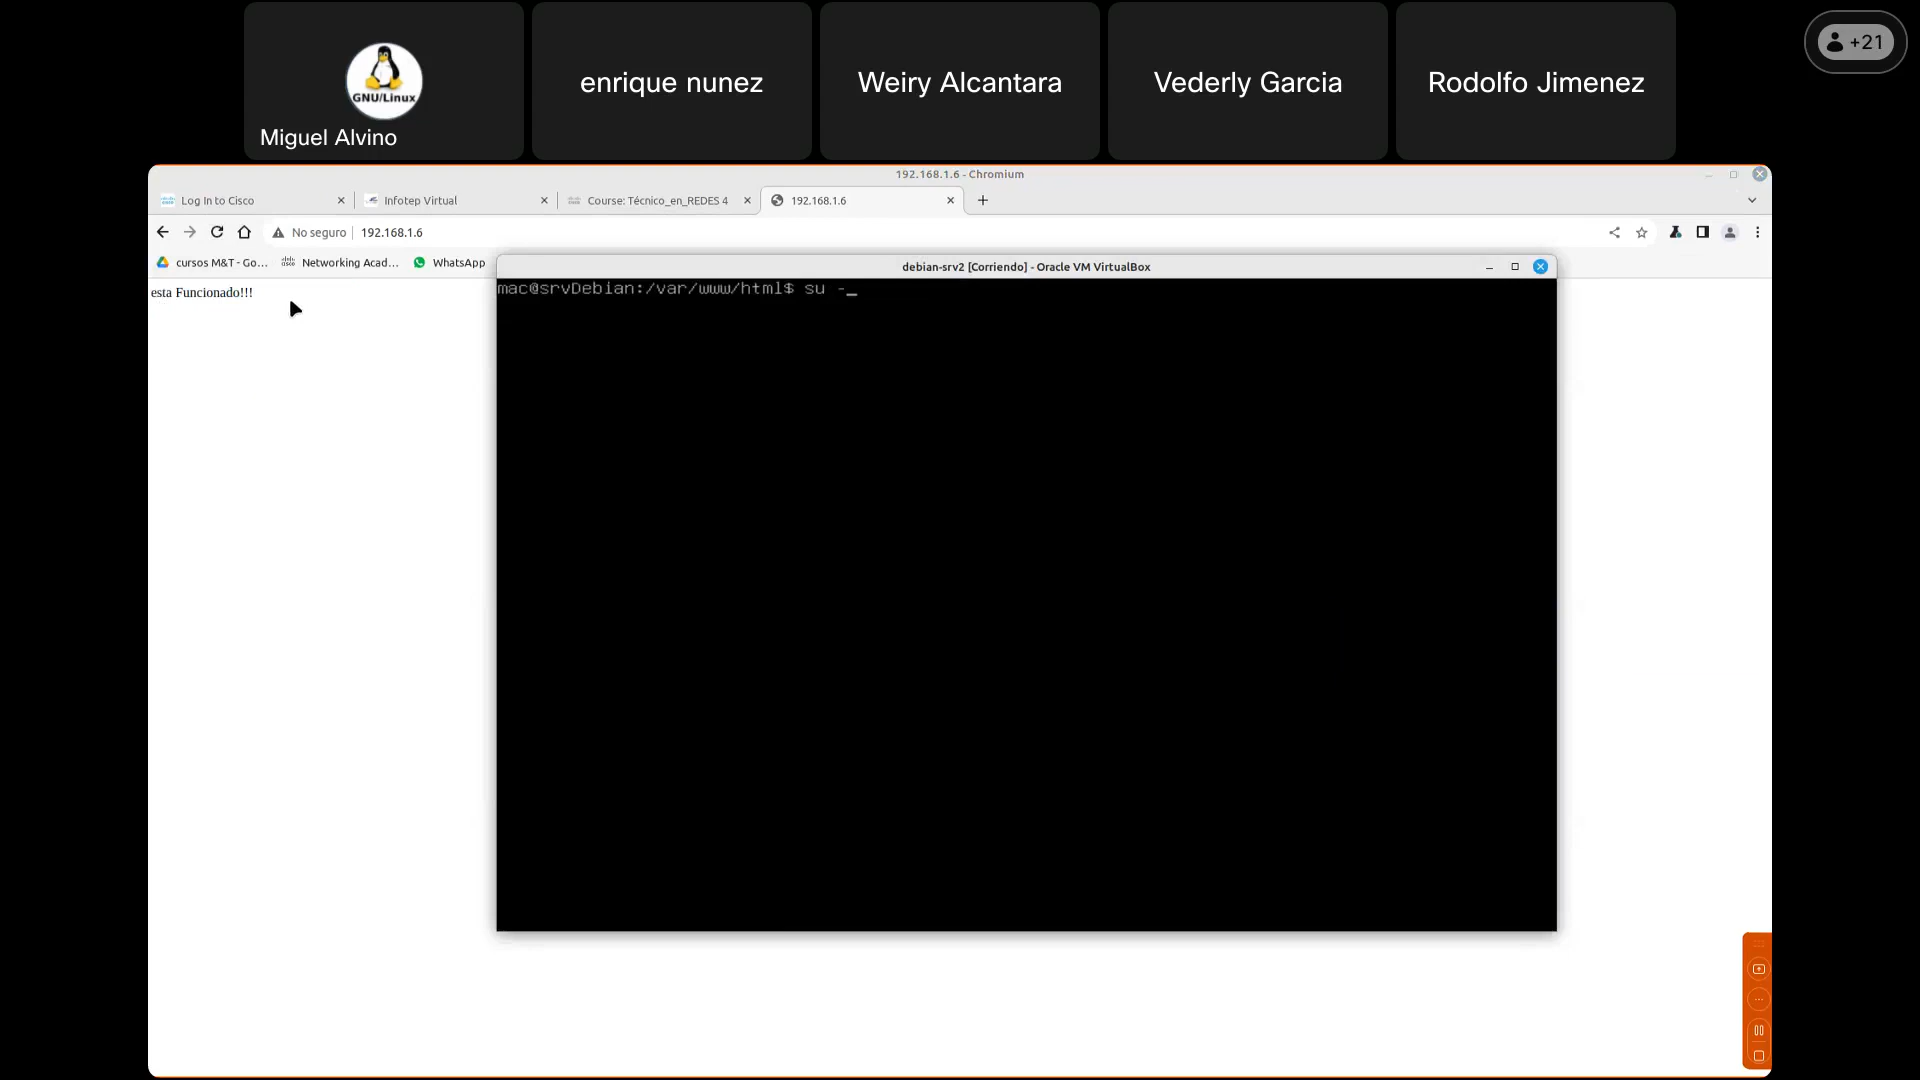 GNU/Linux
Miguel Alvino
enrique nunez
Weiry Alcantara
Vederly Garcia
Rodolfo Jimenez
+21
192.168.1.6 - Chromium
Log In to Cisco
Infotep Virtual
Course: Técnico_en_REDES 4
192.168.1.6
No seguro
192.168.1.6
cursos M&T - Go...
Networking Acad...
WhatsApp
debian-srv2 [Corriendo] - Oracle VM VirtualBox
esta Funcionado!!!
mac@srvDebian:/var/www/html$ su -_